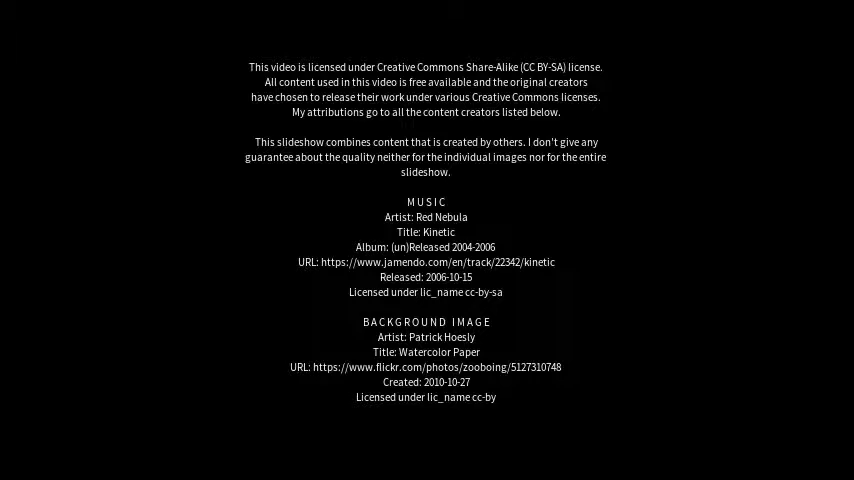 This video is licensed under Creative Commons Share-Alike (CC BY-SA) license.
All content used in this video is free available and the original creators
have chosen to release their work under various Creative Commons licenses.
My attributions go to all the content creators listed below.
This slideshow combines content that is created by others. I don't give any
guarantee about the quality neither for the individual images nor for the entire
slideshow.
M U S I C
Artist: Red Nebula
Title: Kinetic
Album: (un)Released 2004-2006
URL: https://www.jamendo.com/en/track/22342/kinetic
Released: 2006-10-15
Licensed under lic_name cc-by-sa
B A C K G R O U N D   I M A G E
Artist: Patrick Hoesly
Title: Watercolor Paper
URL: https://www.flickr.com/photos/zooboing/5127310748
Created: 2010-10-27
Licensed under lic_name cc-by